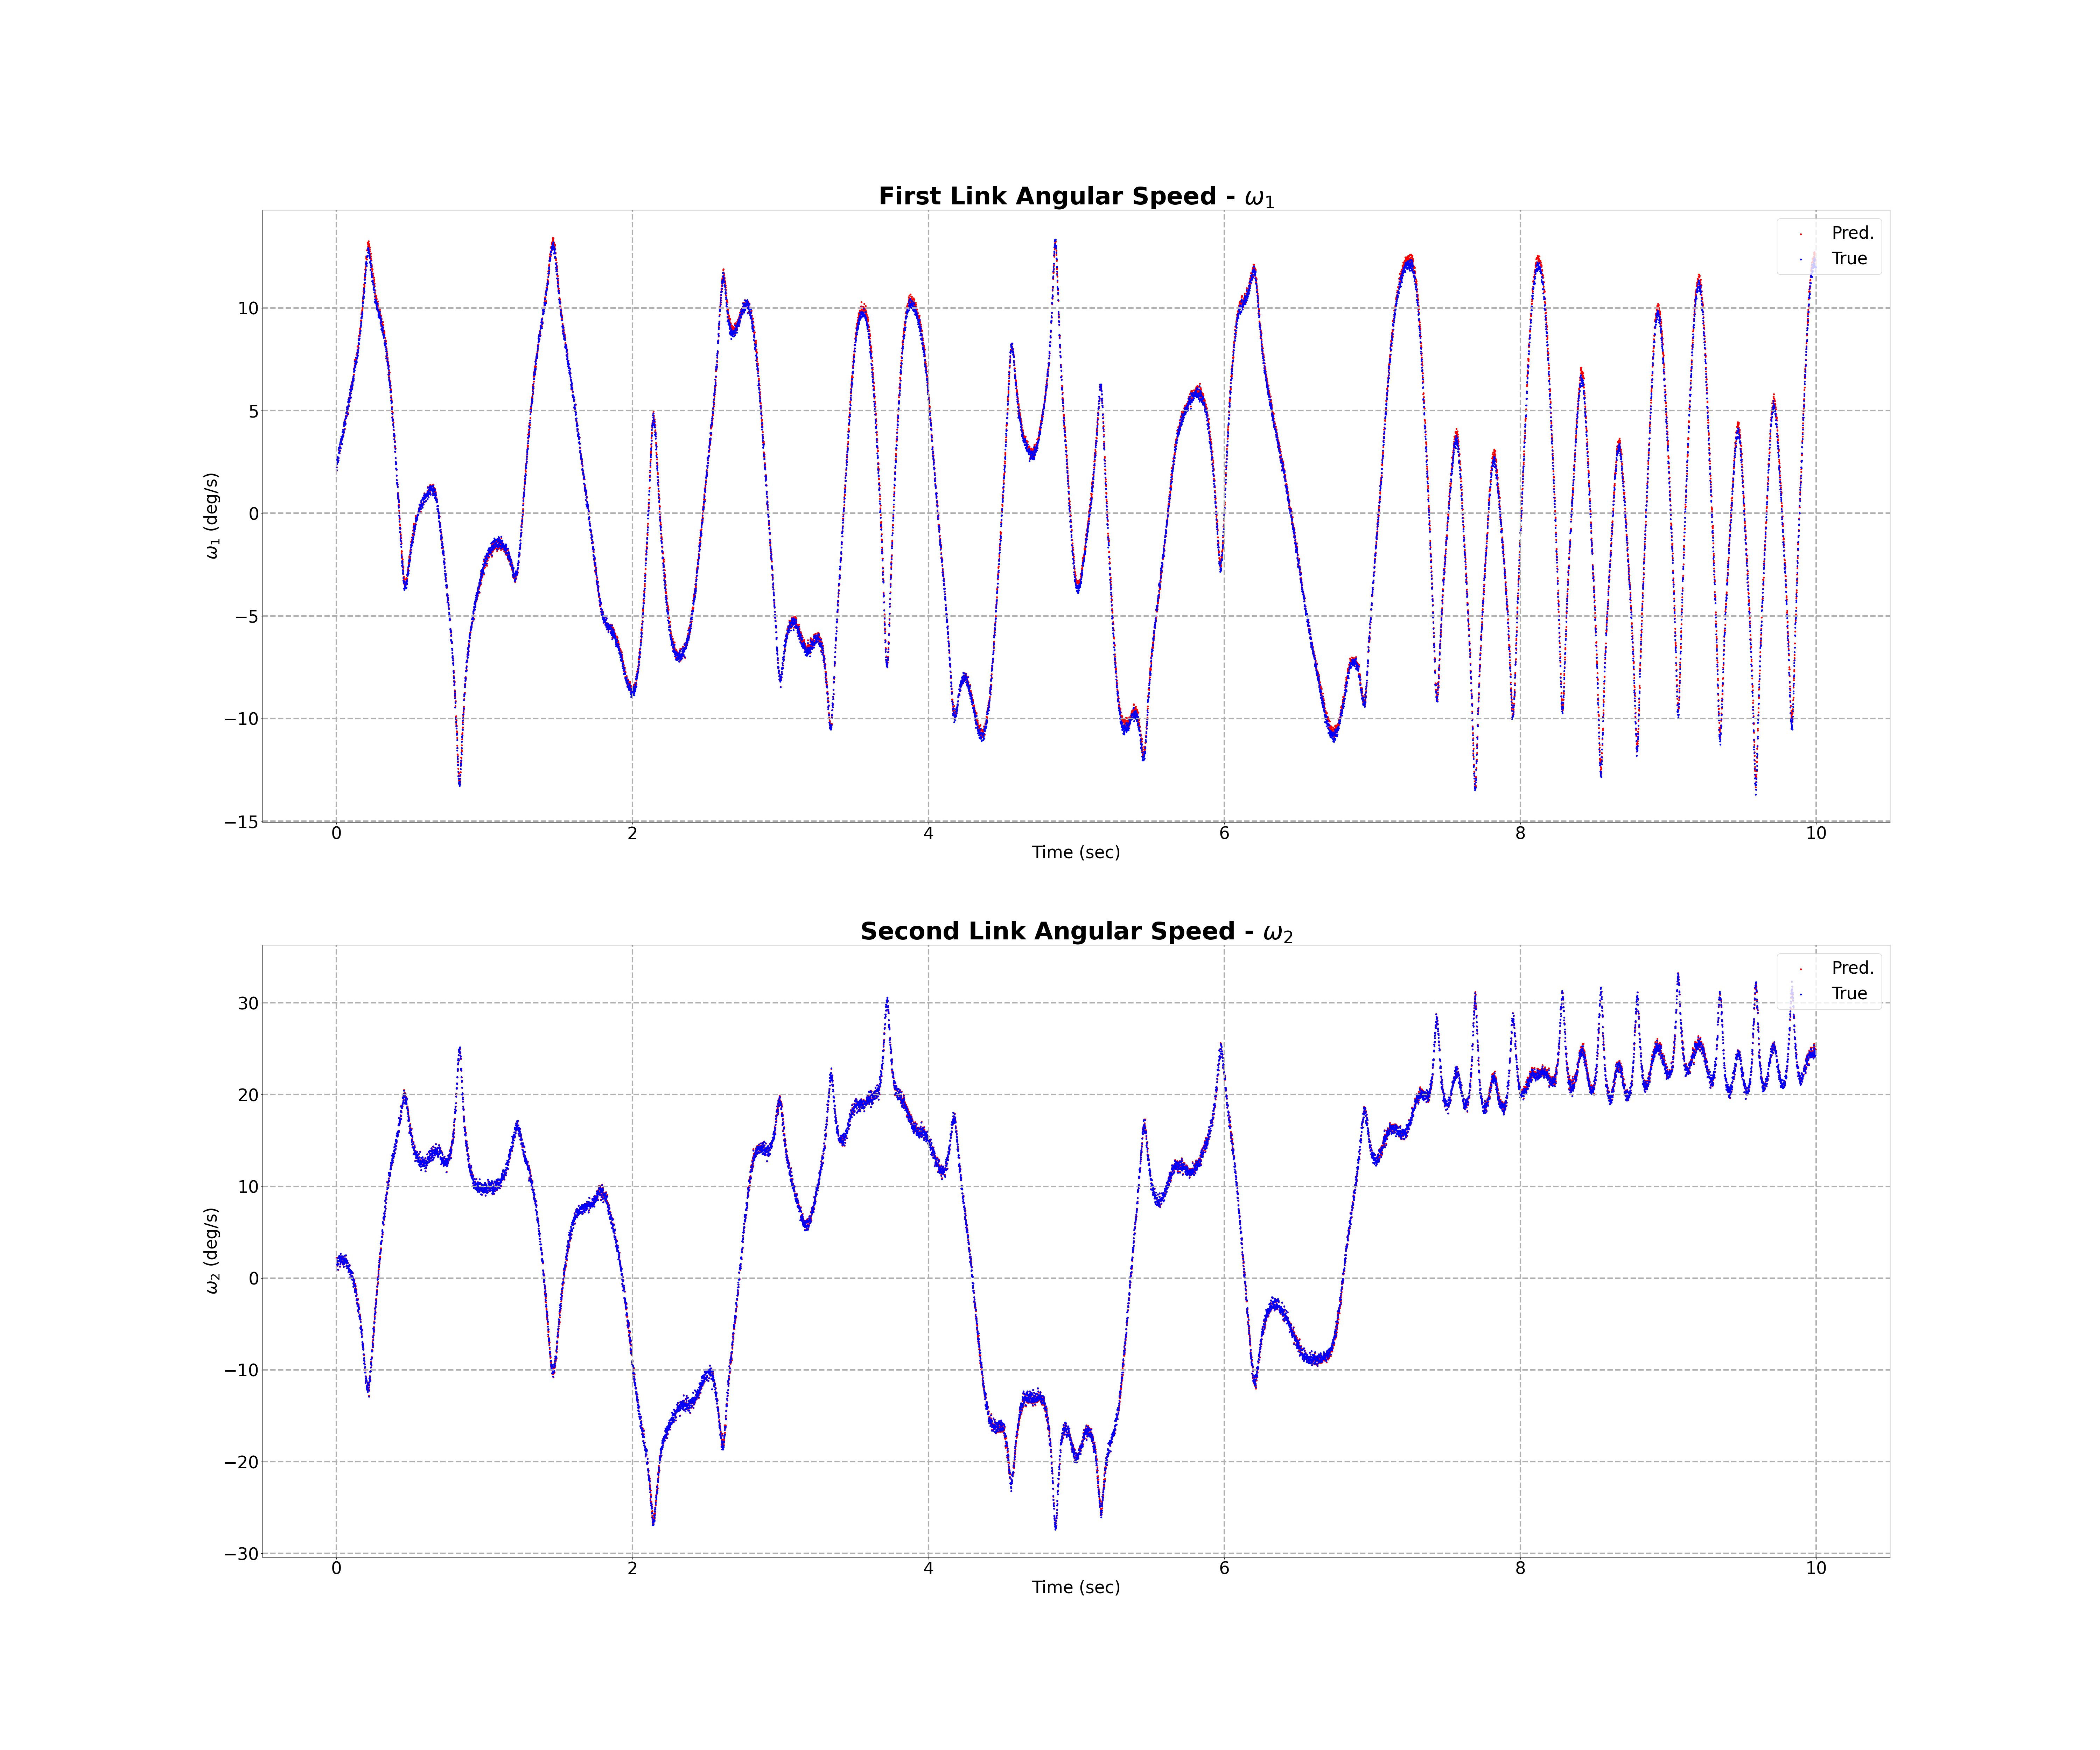 First Link Angular Speed - ω₁
Pred.
True
10
5
0
−5
−10
−15
ω₁ (deg/s)
0 2 4 6 8 10
Time (sec)
Second Link Angular Speed - ω₂
Pred.
True
30
20
10
0
−10
−20
−30
ω₂ (deg/s)
0 2 4 6 8 10
Time (sec)